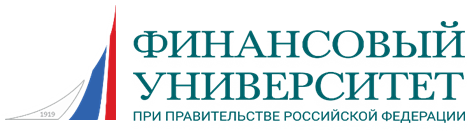 ФИНАНСОВЫЙ
УНИВЕРСИТЕТ
ПРИ ПРАВИТЕЛЬСТВЕ РОССИЙСКОЙ ФЕДЕРАЦИИ
1919